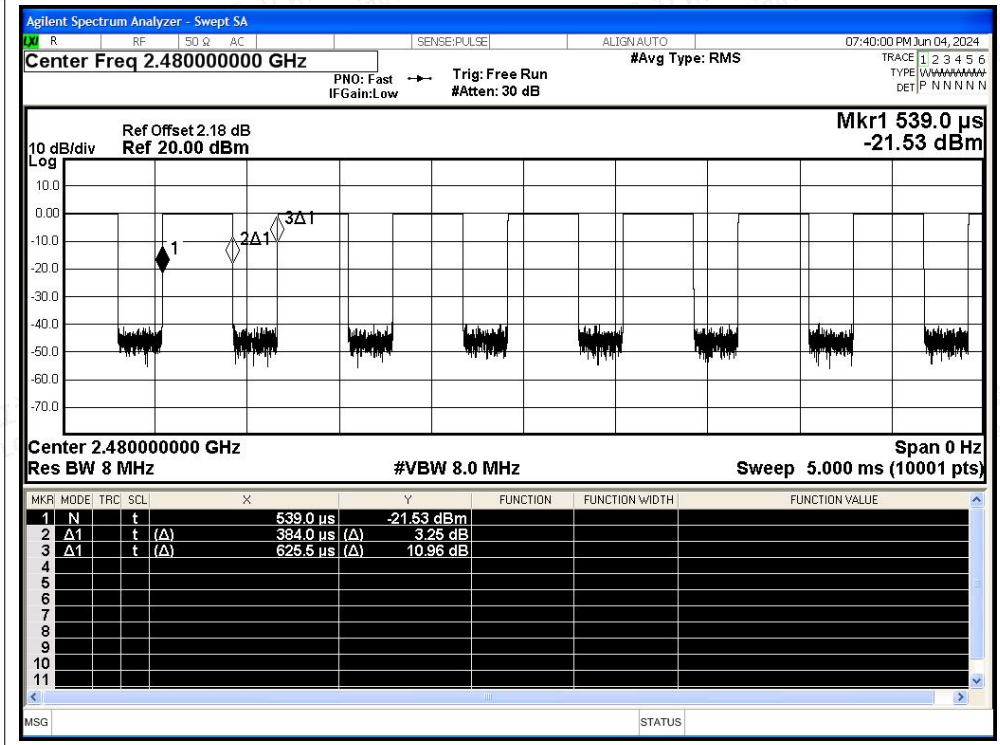 Agilent Spectrum Analyzer - Swept SA
LXI R RF 50 Ω AC SENSE:PULSE ALIGN AUTO 07:40:00 PM Jun 04, 2024
Center Freq 2.480000000 GHz #Avg Type: RMS TRACE 1 2 3 4 5 6
PNO: Fast Trig: Free Run TYPE
IFGain:Low #Atten: 30 dB DET P N N N N N
Mkr1 539.0 µs
Ref Offset 2.18 dB
10 dB/div Ref 20.00 dBm -21.53 dBm
Log
10.0
0.00
3Δ1
-10.0
1
2Δ1
-20.0
-30.0
-40.0
-50.0
-60.0
-70.0
Center 2.480000000 GHz Span 0 Hz
Res BW 8 MHz #VBW 8.0 MHz Sweep 5.000 ms (10001 pts)
MKR MODE TRC SCL X Y FUNCTION FUNCTION WIDTH FUNCTION VALUE
1 N t 539.0 µs -21.53 dBm
2 Δ1 t (Δ) 384.0 µs (Δ) 3.25 dB
3 Δ1 t (Δ) 625.5 µs (Δ) 10.96 dB
4
5
6
7
8
9
10
11
MSG STATUS